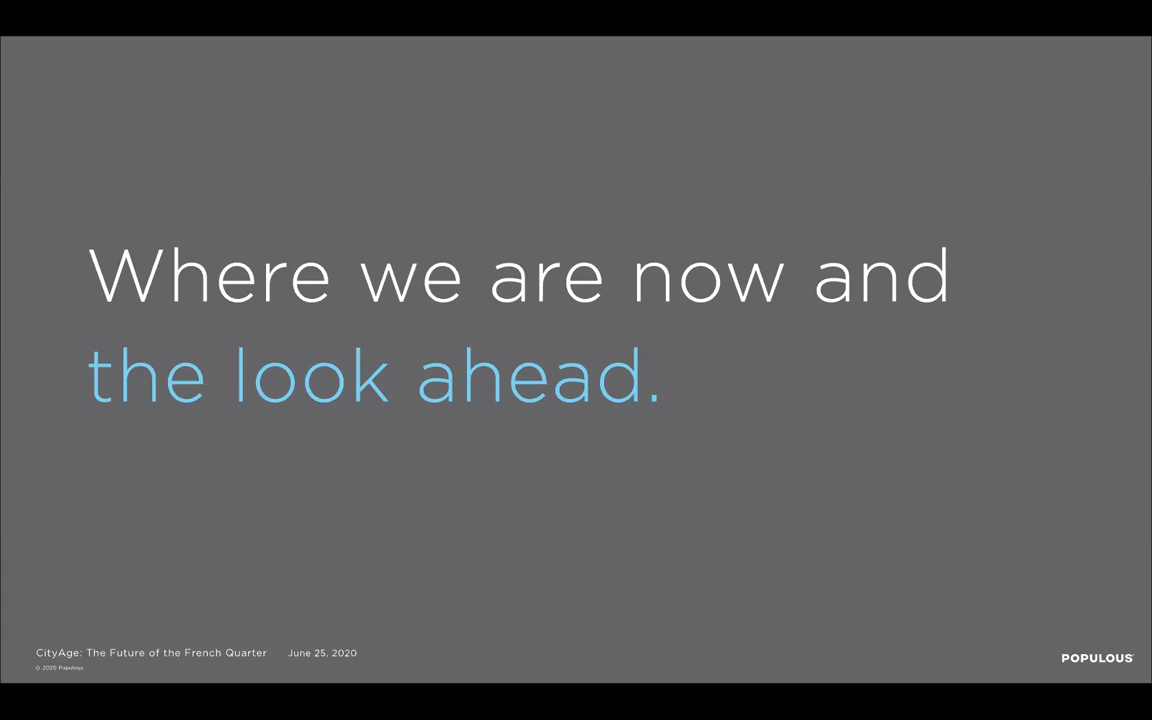 Where we are now and
the look ahead.
CityAge: The Future of the French Quarter June 25, 2020
© 2020 Populous
POPULOUS